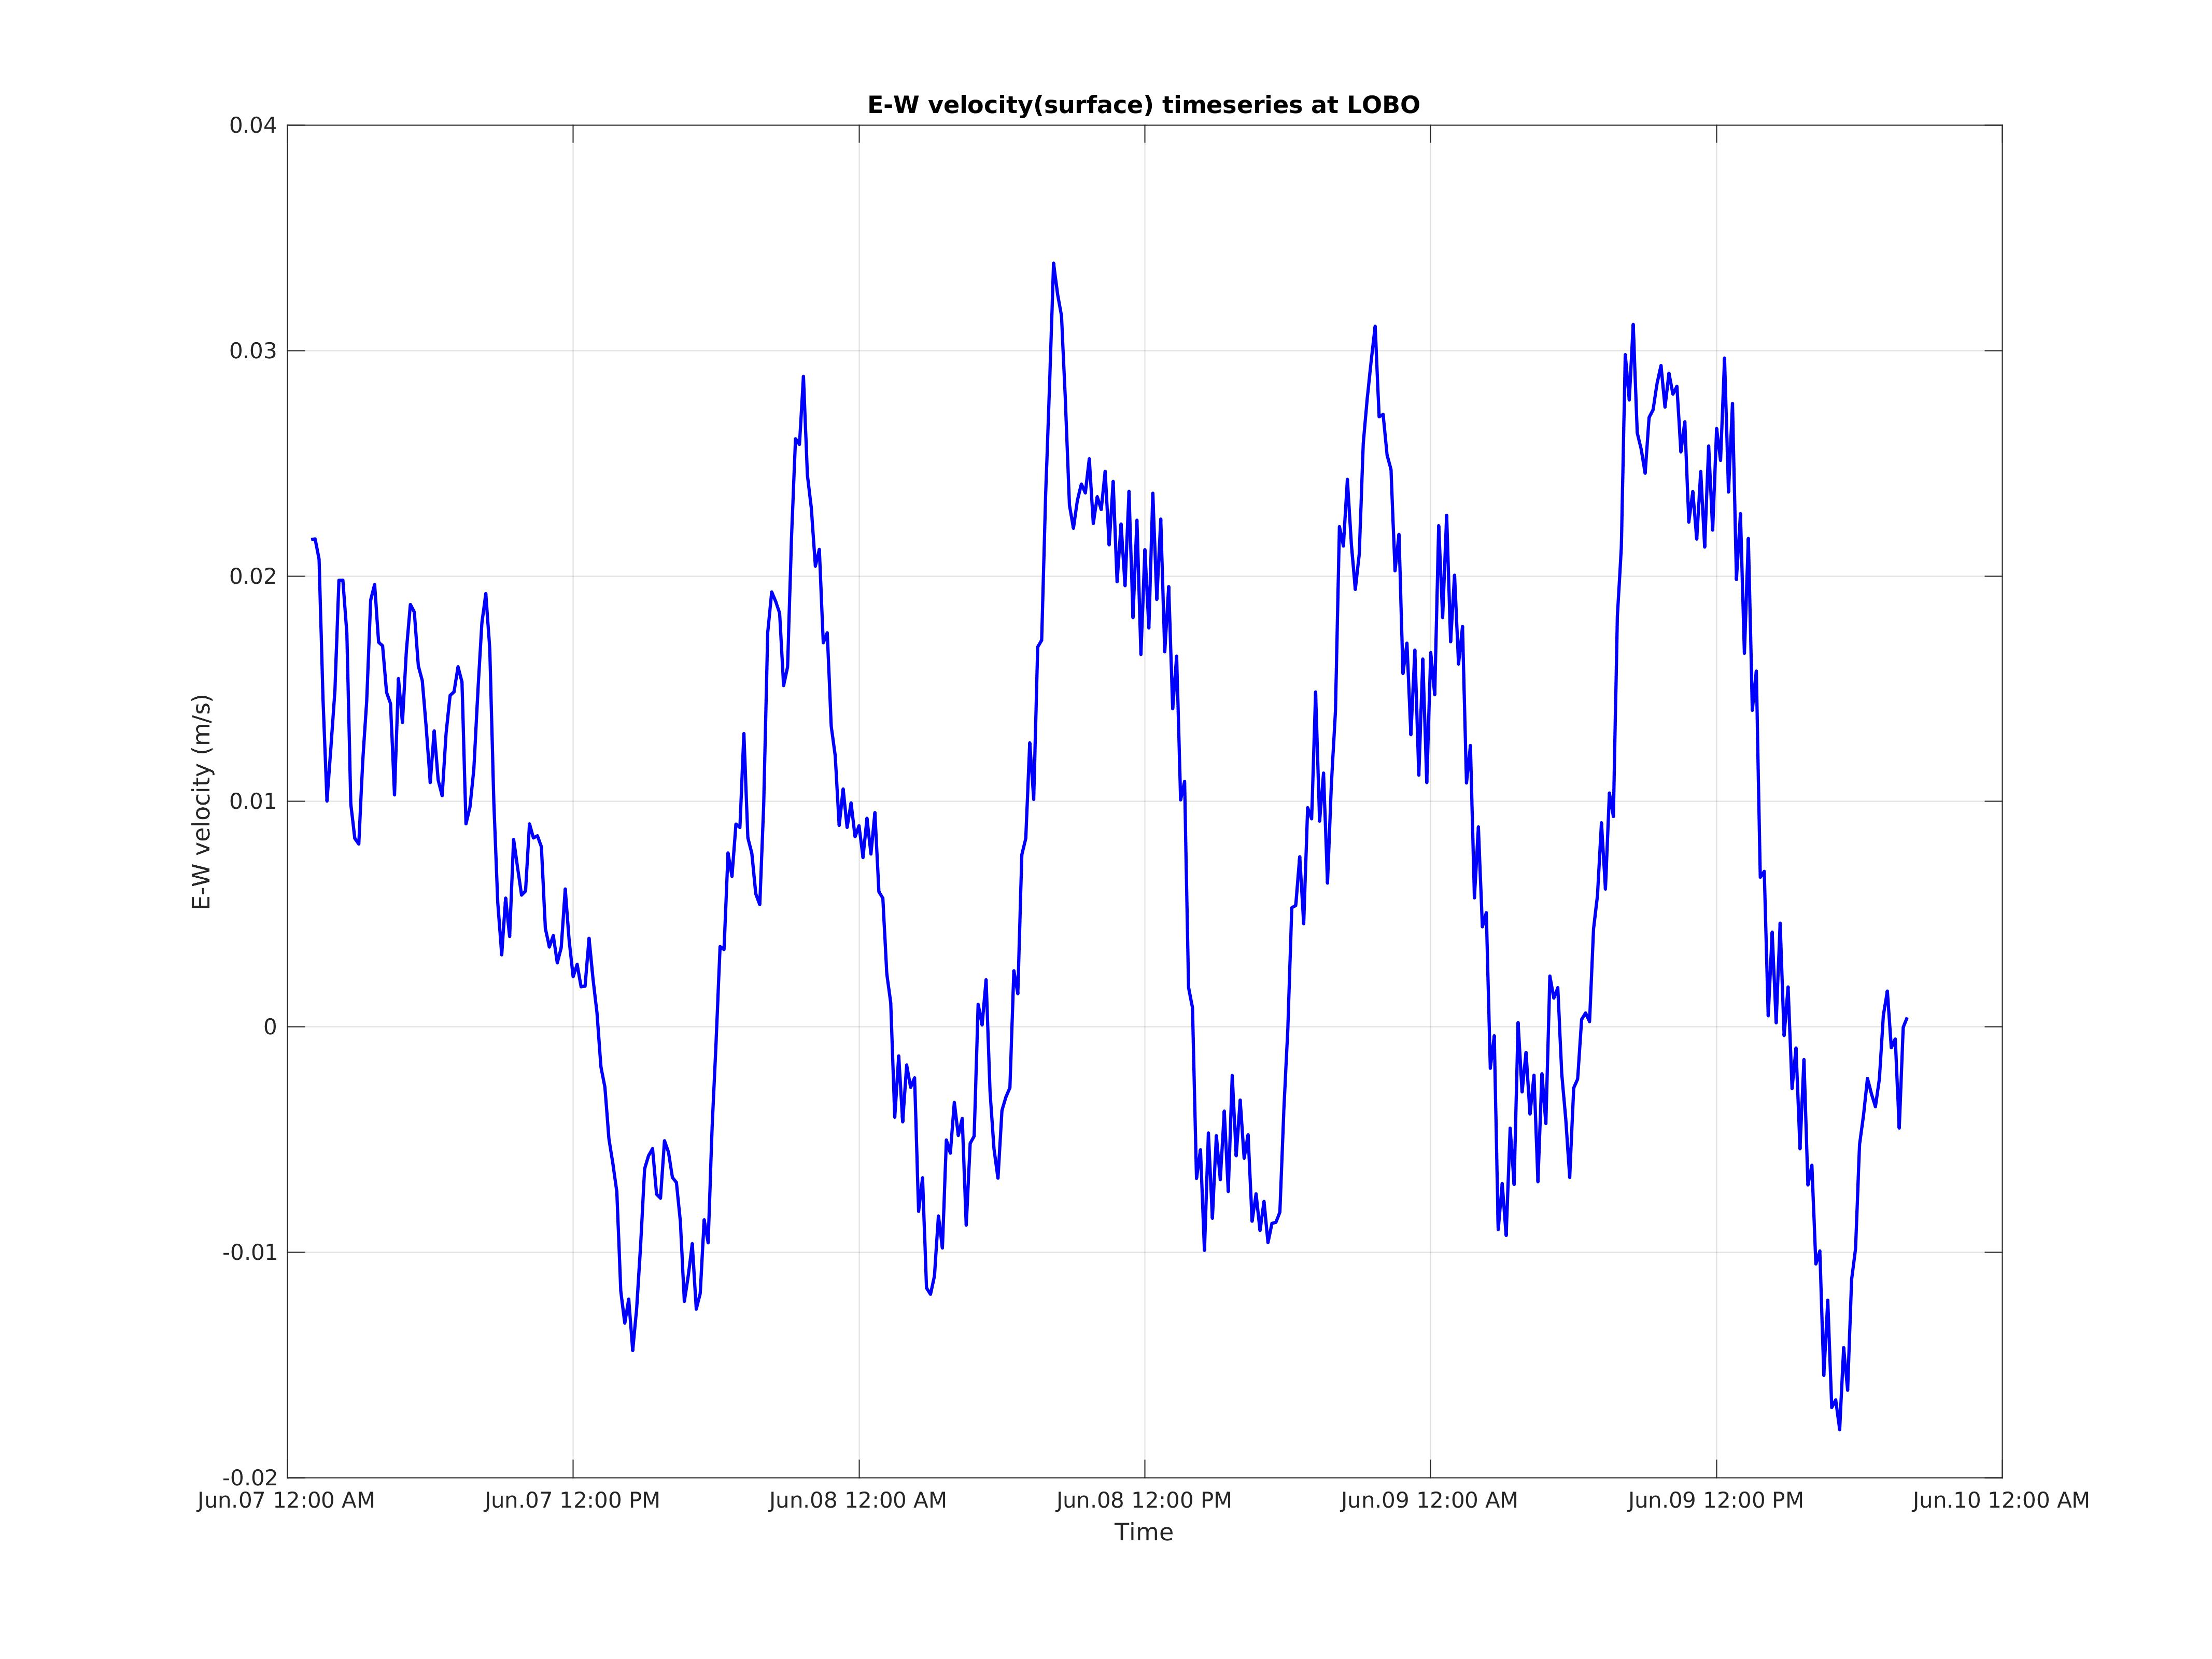 E-W velocity(surface) timeseries at LOBO
0.04
0.03
0.02
0.01
0
-0.01
-0.02
E-W velocity (m/s)
Jun.07 12:00 AM
Jun.07 12:00 PM
Jun.08 12:00 AM
Jun.08 12:00 PM
Jun.09 12:00 AM
Jun.09 12:00 PM
Jun.10 12:00 AM
Time